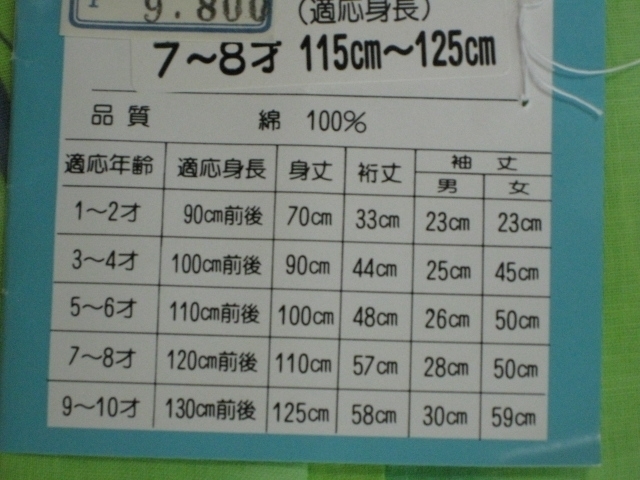 9.800
(適応身長)
7〜8才 115cm〜125cm
品質 綿 100%
適応年齢 適応身長 身丈 裄丈 袖丈
男 女
1〜2才 90cm前後 70cm 33cm 23cm 23cm
3〜4才 100cm前後 90cm 44cm 25cm 45cm
5〜6才 110cm前後 100cm 48cm 26cm 50cm
7〜8才 120cm前後 110cm 57cm 28cm 50cm
9〜10才 130cm前後 125cm 58cm 30cm 59cm